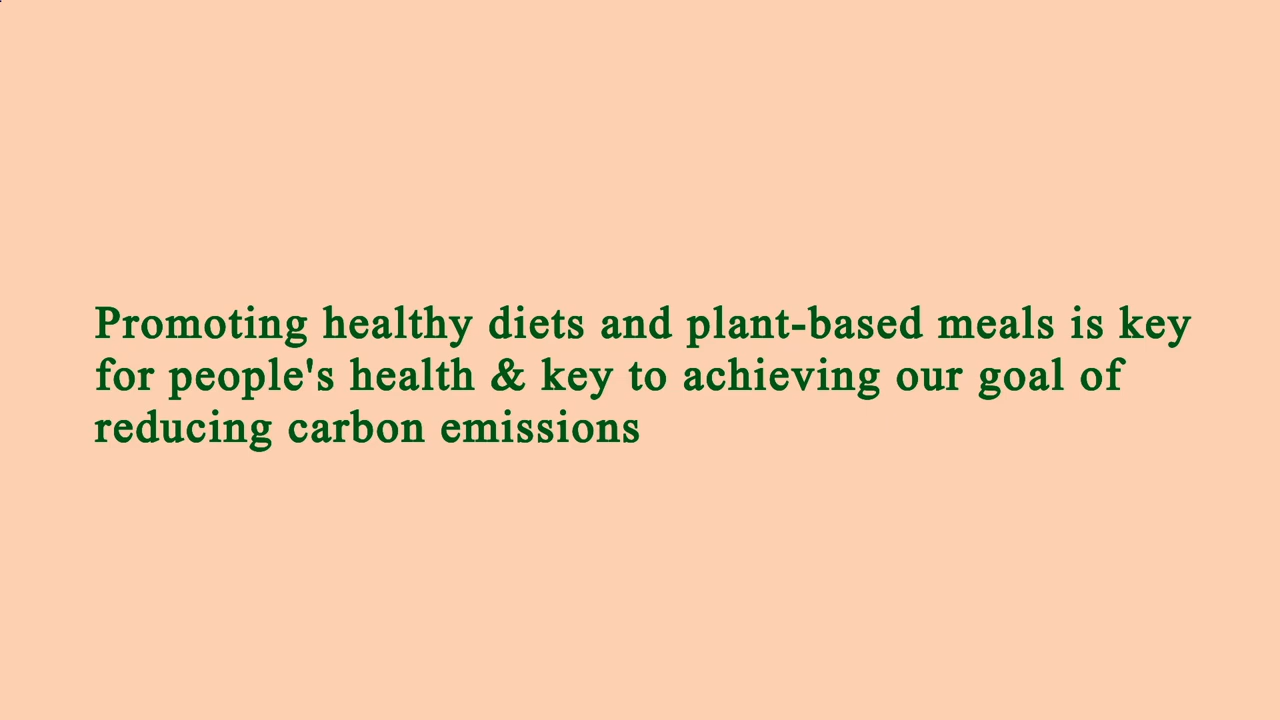 Promoting healthy diets and plant-based meals is key
for people's health & key to achieving our goal of
reducing carbon emissions